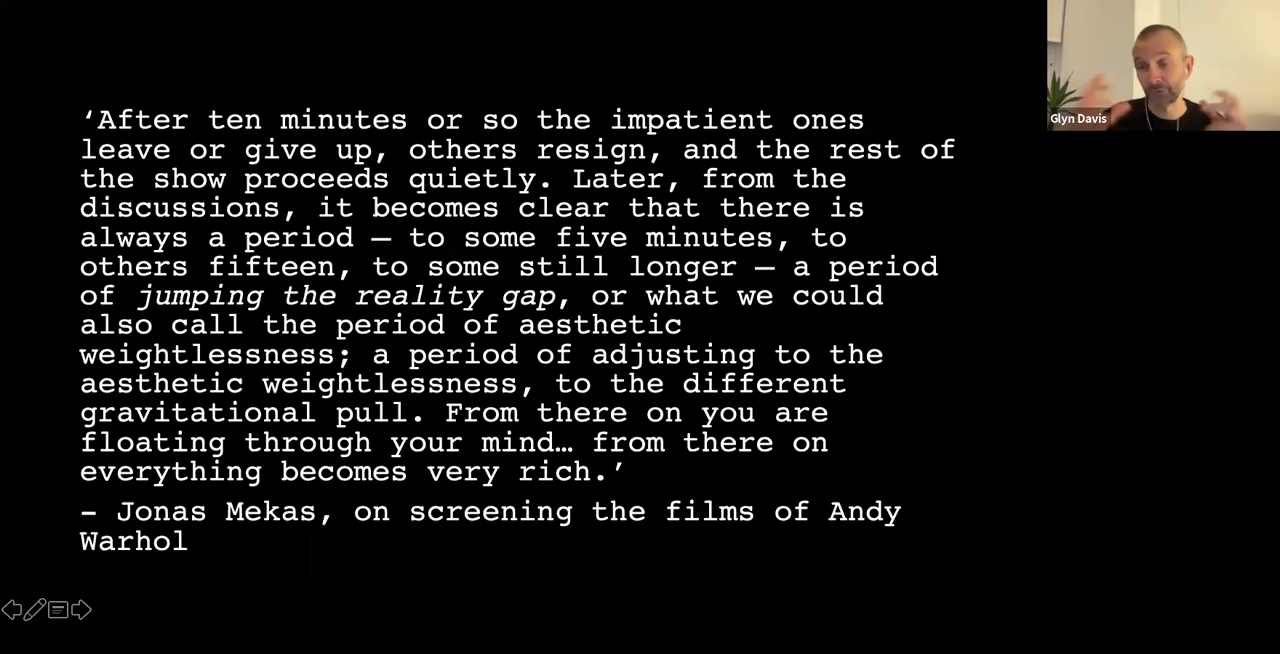 ‘After ten minutes or so the impatient ones
leave or give up, others resign, and the rest of
the show proceeds quietly. Later, from the
discussions, it becomes clear that there is
always a period – to some five minutes, to
others fifteen, to some still longer – a period
of jumping the reality gap, or what we could
also call the period of aesthetic
weightlessness; a period of adjusting to the
aesthetic weightlessness, to the different
gravitational pull. From there on you are
floating through your mind… from there on
everything becomes very rich.’
– Jonas Mekas, on screening the films of Andy
Warhol
Glyn Davis